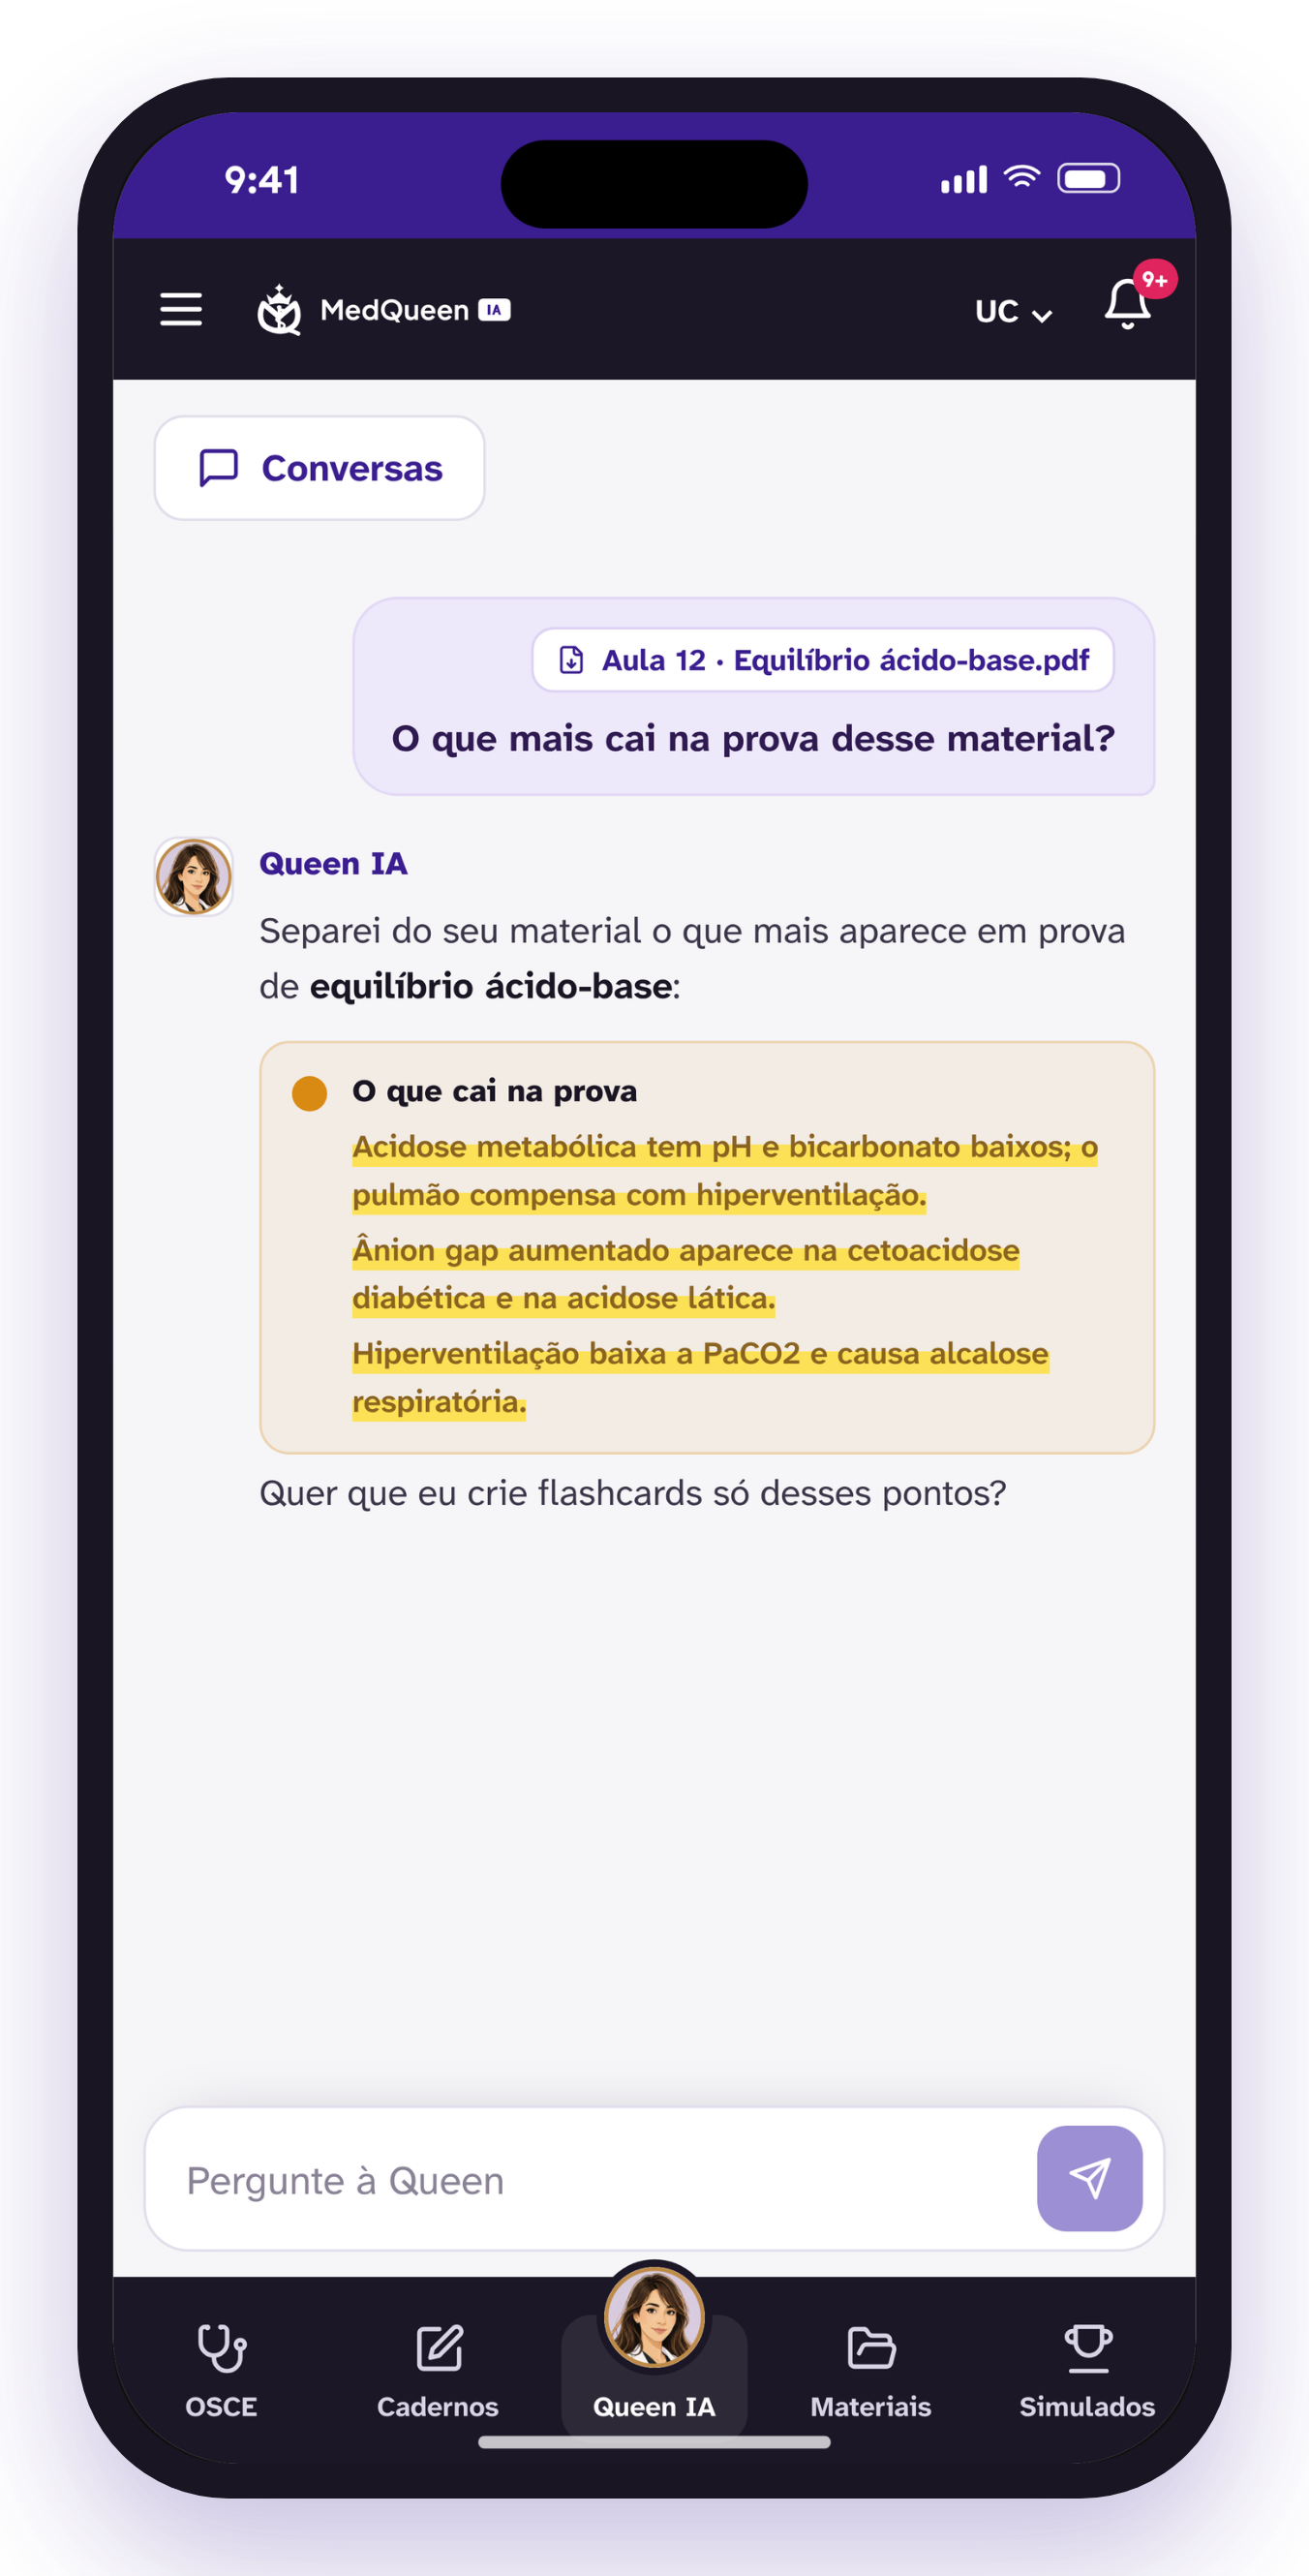 9:41
MedQueen IA
UC
9+
Conversas
Aula 12 · Equilíbrio ácido-base.pdf
O que mais cai na prova desse material?
Queen IA
Separei do seu material o que mais aparece em prova
de equilíbrio ácido-base:
O que cai na prova
Acidose metabólica tem pH e bicarbonato baixos; o
pulmão compensa com hiperventilação.
Ânion gap aumentado aparece na cetoacidose
diabética e na acidose lática.
Hiperventilação baixa a PaCO2 e causa alcalose
respiratória.
Quer que eu crie flashcards só desses pontos?
Pergunte à Queen
OSCE
Cadernos
Queen IA
Materiais
Simulados